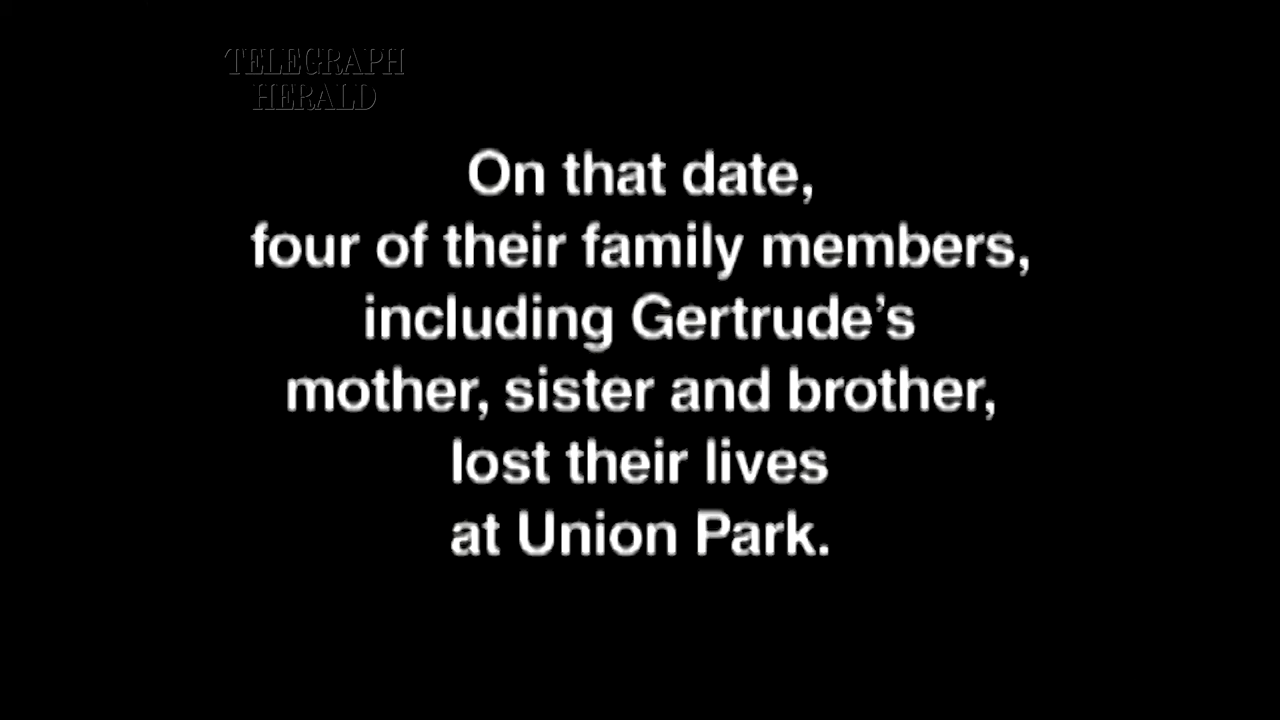 TELEGRAPH
HERALD
On that date,
four of their family members,
including Gertrude’s
mother, sister and brother,
lost their lives
at Union Park.